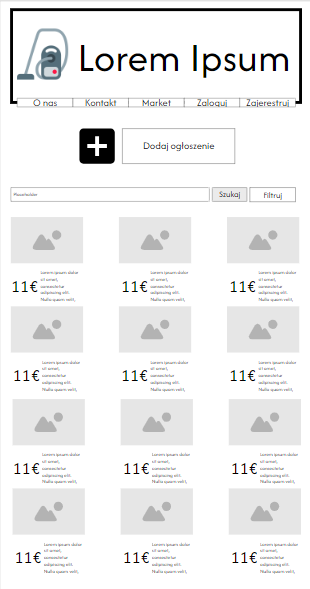 Lorem Ipsum
O nas Kontakt Market Zaloguj Zajerestruj
Dodaj ogłoszenie
Placeholder Szukaj Filtruj
11€ 11€ 11€
Lorem ipsum dolor
sit amet,
consectetur
adipiscing elit.
Nulla quam velit,
Lorem ipsum dolor
sit amet,
consectetur
adipiscing elit.
Nulla quam velit,
Lorem ipsum dolor
sit amet,
consectetur
adipiscing elit.
Nulla quam velit,
11€ 11€ 11€
Lorem ipsum dolor
sit amet,
consectetur
adipiscing elit.
Nulla quam velit,
Lorem ipsum dolor
sit amet,
consectetur
adipiscing elit.
Nulla quam velit,
Lorem ipsum dolor
sit amet,
consectetur
adipiscing elit.
Nulla quam velit,
11€ 11€ 11€
Lorem ipsum dolor
sit amet,
consectetur
adipiscing elit.
Nulla quam velit,
Lorem ipsum dolor
sit amet,
consectetur
adipiscing elit.
Nulla quam velit,
Lorem ipsum dolor
sit amet,
consectetur
adipiscing elit.
Nulla quam velit,
11€ 11€ 11€
Lorem ipsum dolor
sit amet,
consectetur
adipiscing elit.
Nulla quam velit,
Lorem ipsum dolor
sit amet,
consectetur
adipiscing elit.
Nulla quam velit,
Lorem ipsum dolor
sit amet,
consectetur
adipiscing elit.
Nulla quam velit,